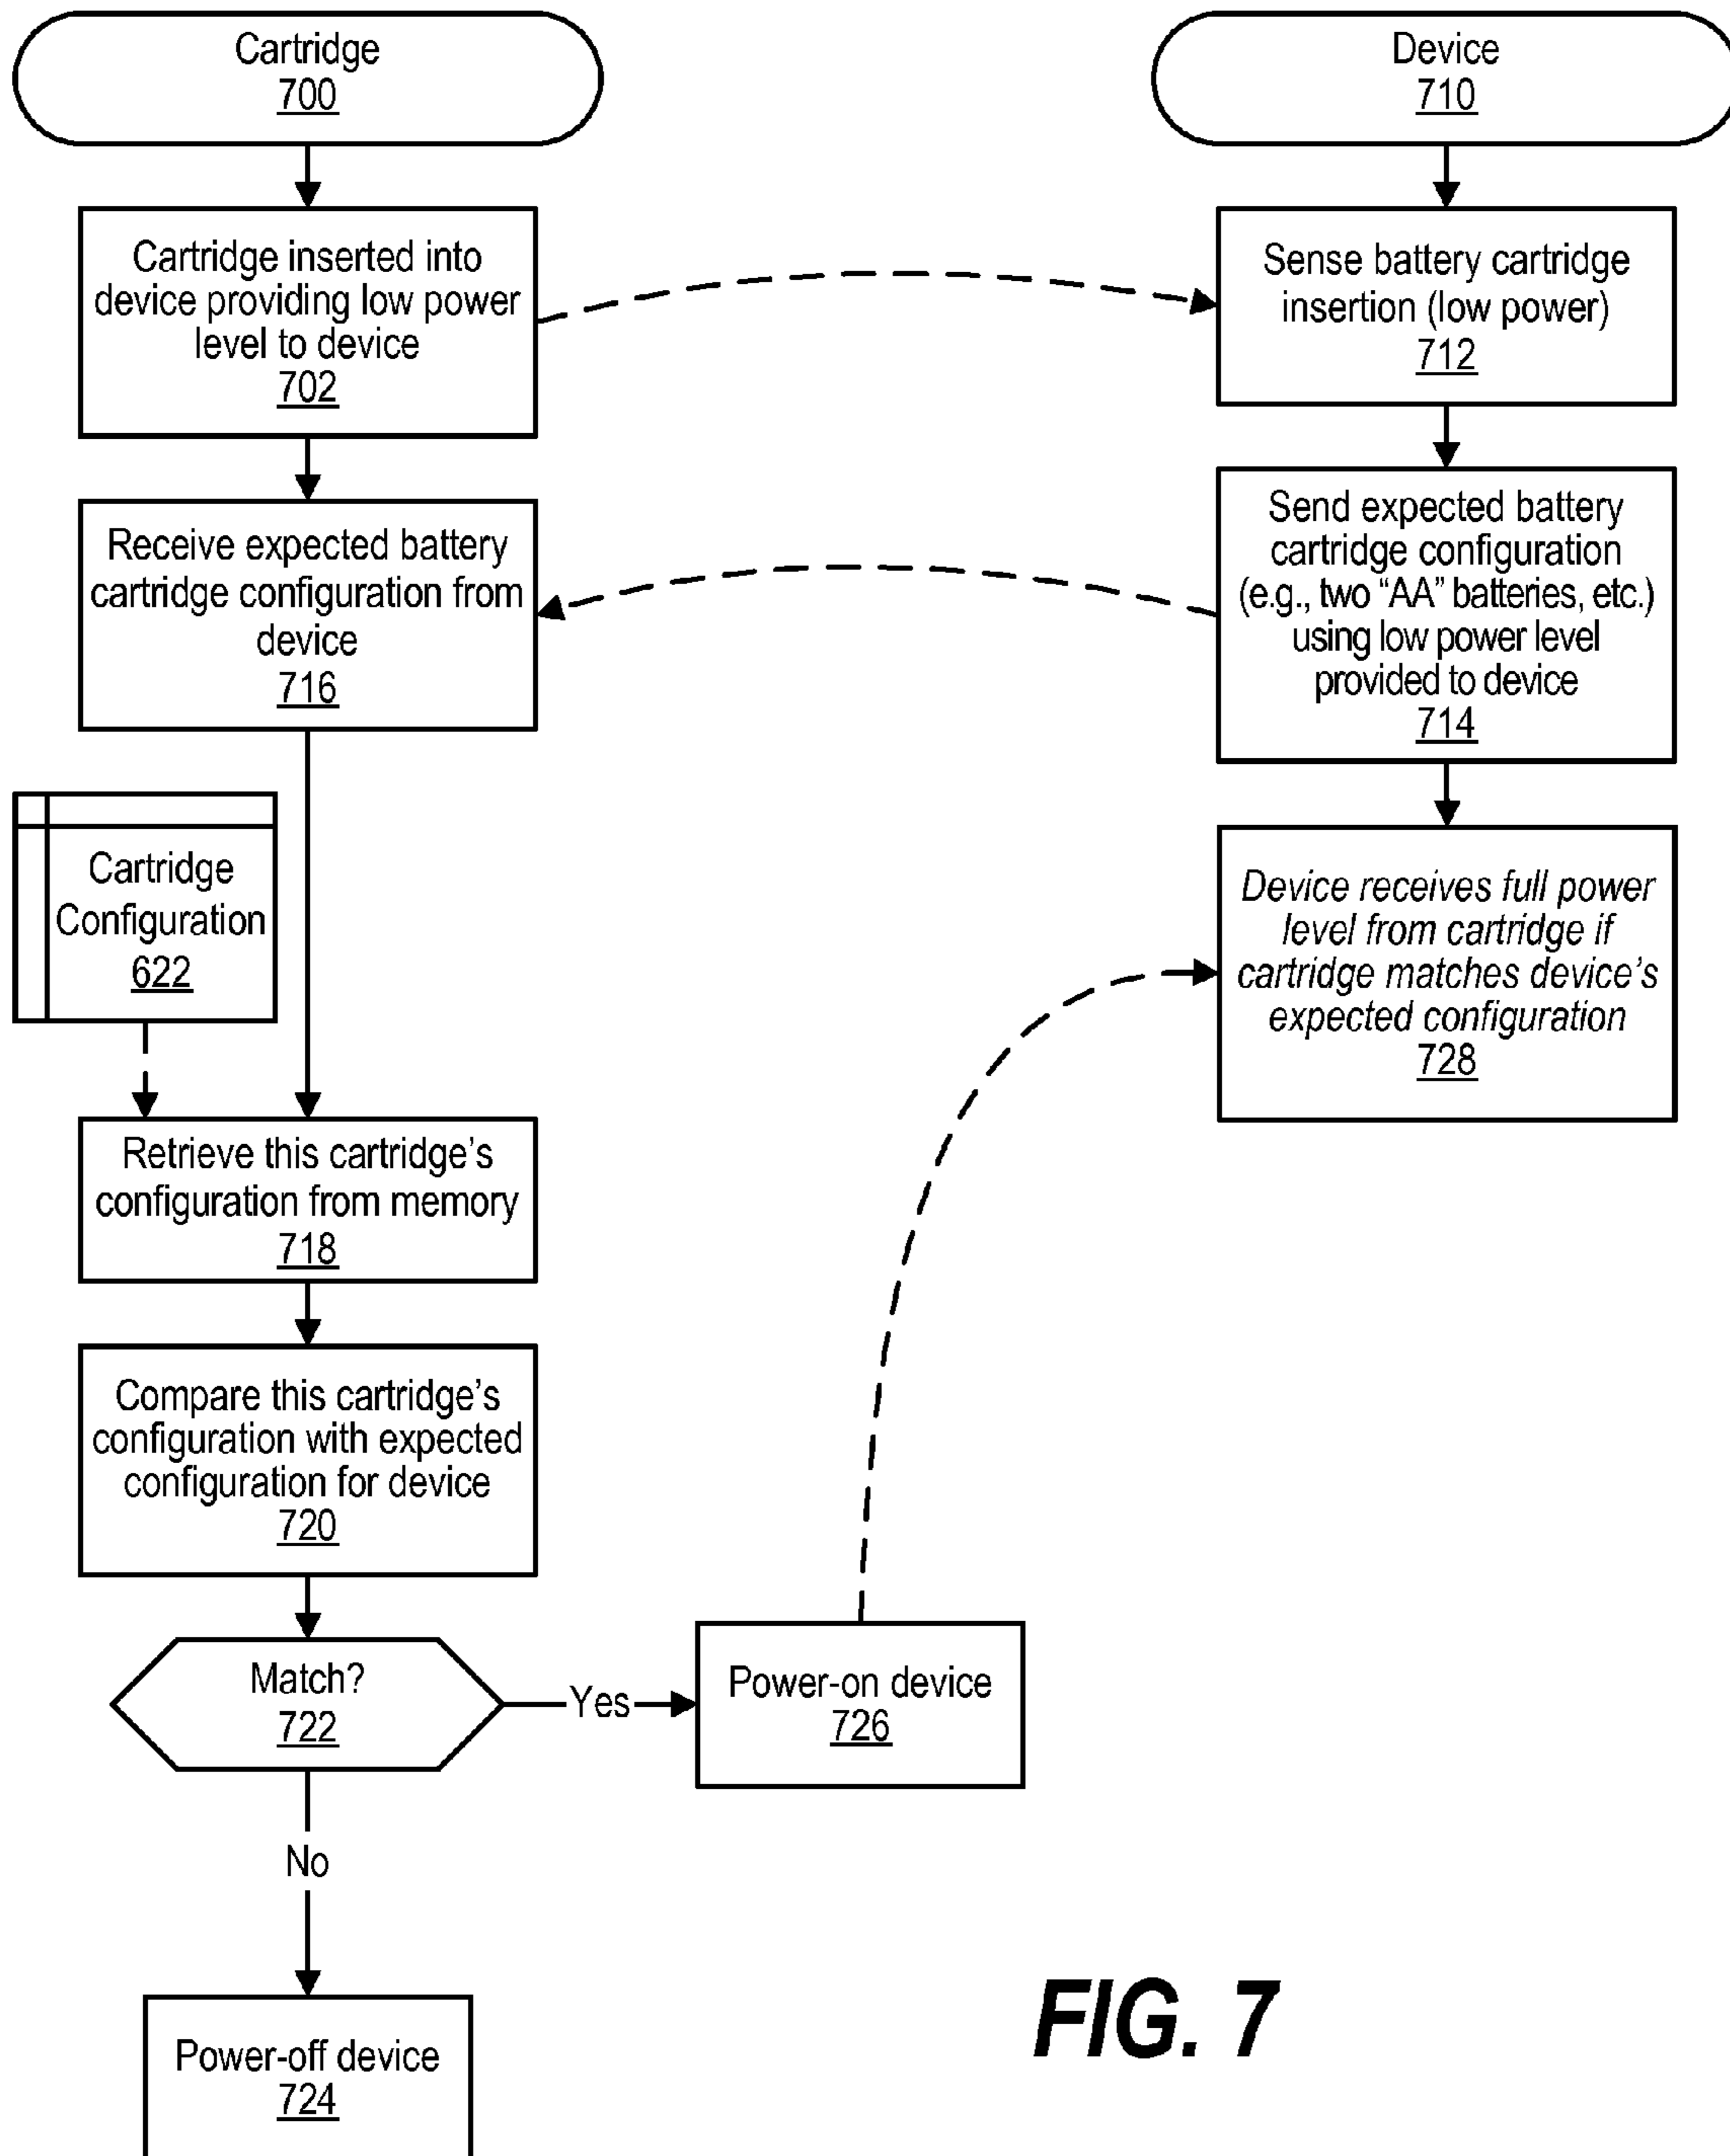 Cartridge
700
Device
710
Cartridge inserted into
device providing low power
level to device
702
Sense battery cartridge
insertion (low power)
712
Send expected battery
cartridge configuration
(e.g., two “AA” batteries, etc.)
using low power level
provided to device
714
Receive expected battery
cartridge configuration from
device
716
Cartridge
Configuration
622
Device receives full power
level from cartridge if
cartridge matches device’s
expected configuration
728
Retrieve this cartridge’s
configuration from memory
718
Compare this cartridge’s
configuration with expected
configuration for device
720
Match?
722
Yes
Power-on device
726
No
Power-off device
724
FIG. 7